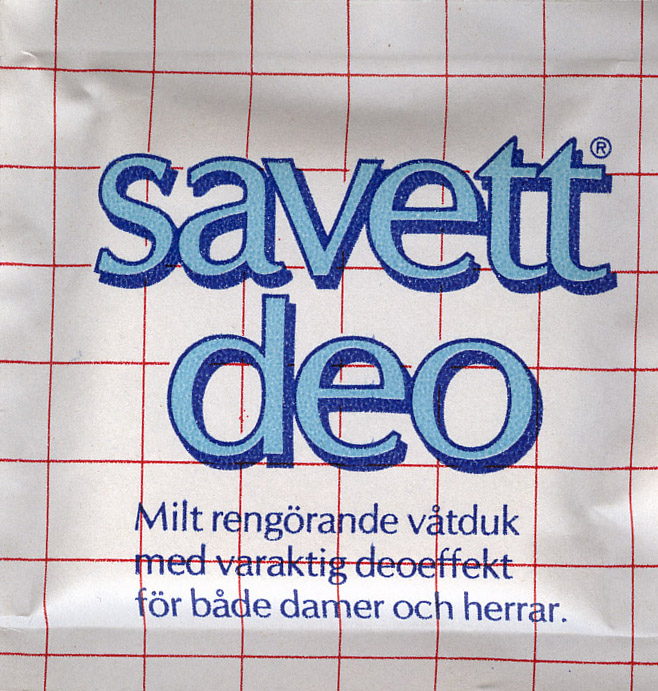 savett®
deo
Milt rengörande våtduk
med varaktig deoeffekt
för både damer och herrar.